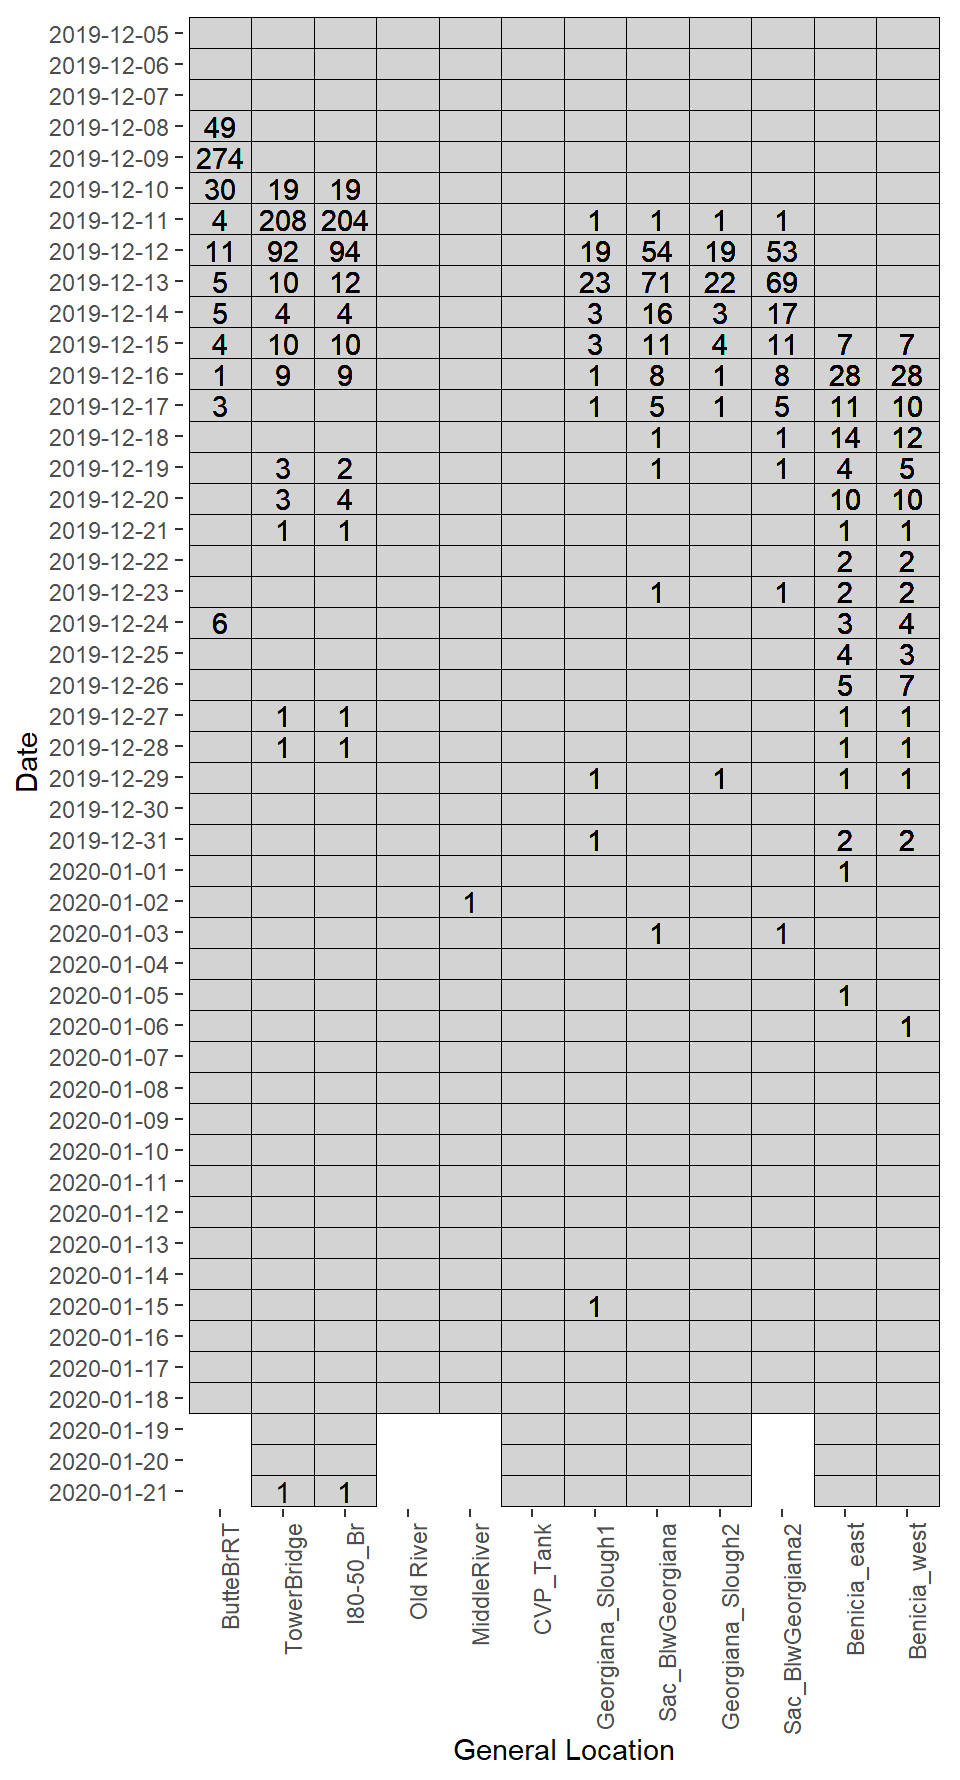 2019-12-05
2019-12-06
2019-12-07
2019-12-08 49
2019-12-09 274
2019-12-10 30 19 19
2019-12-11 4 208 204 1 1 1 1
2019-12-12 11 92 94 19 54 19 53
2019-12-13 5 10 12 23 71 22 69
2019-12-14 5 4 4 3 16 3 17
2019-12-15 4 10 10 3 11 4 11 7 7
2019-12-16 1 9 9 1 8 1 8 28 28
2019-12-17 3 1 5 1 5 11 10
2019-12-18 1 1 14 12
2019-12-19 3 2 1 1 4 5
2019-12-20 3 4 10 10
2019-12-21 1 1 1 1
2019-12-22 2 2
2019-12-23 1 1 2 2
2019-12-24 6 3 4
2019-12-25 4 3
2019-12-26 5 7
2019-12-27 1 1 1 1
2019-12-28 1 1 1 1
2019-12-29 1 1 1 1
2019-12-30
2019-12-31 1 2 2
2020-01-01 1
2020-01-02 1
2020-01-03 1 1
2020-01-04
2020-01-05 1
2020-01-06 1
2020-01-07
2020-01-08
2020-01-09
2020-01-10
2020-01-11
2020-01-12
2020-01-13
2020-01-14
2020-01-15 1
2020-01-16
2020-01-17
2020-01-18
2020-01-19
2020-01-20
2020-01-21 1 1
Date
ButteBrRT
TowerBridge
I80-50_Br
Old River
MiddleRiver
CVP_Tank
Georgiana_Slough1
Sac_BlwGeorgiana
Georgiana_Slough2
Sac_BlwGeorgiana2
Benicia_east
Benicia_west
General Location